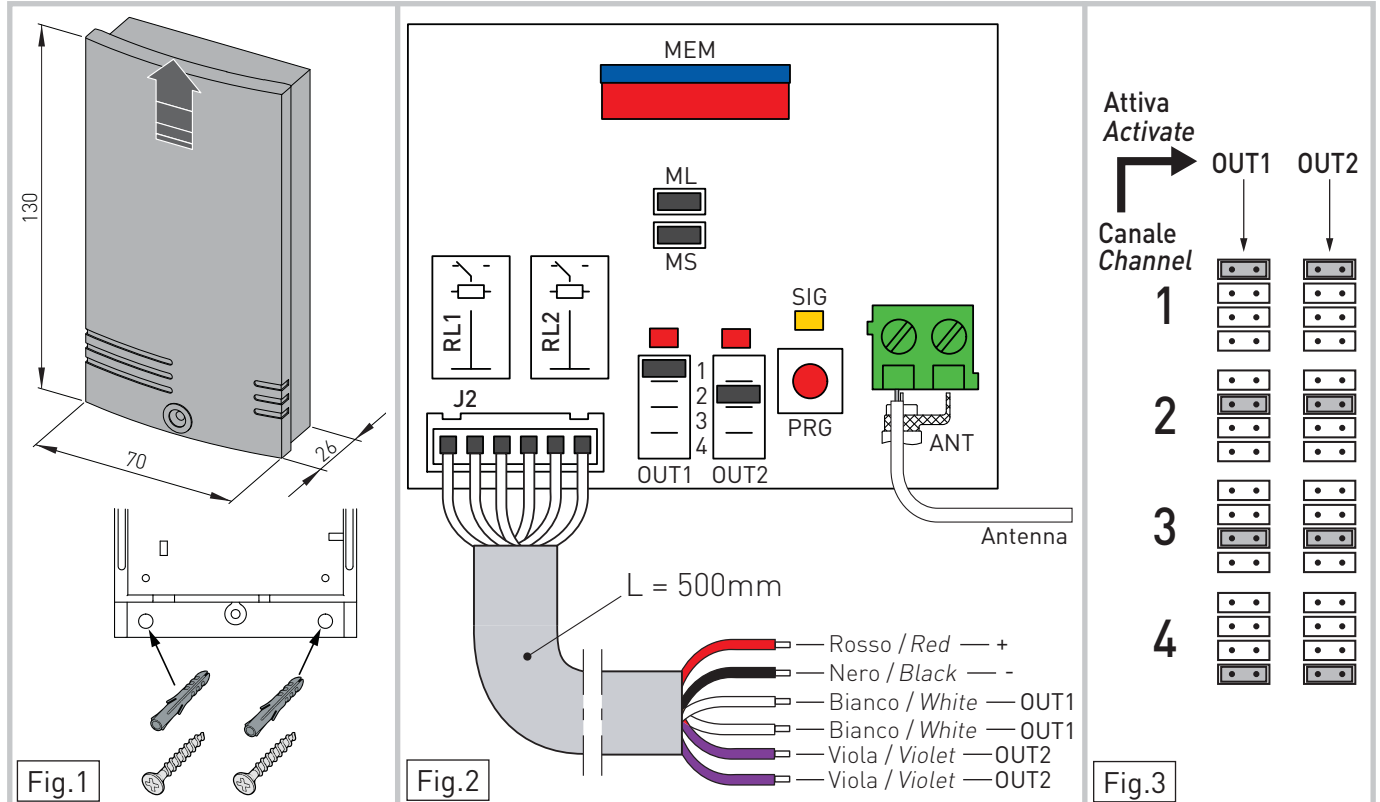 130
70
26
Fig.1
MEM
ML
MS
RL1
RL2
SIG
J2
1
2
3
4
OUT1 OUT2
PRG
ANT
Antenna
L = 500mm
Rosso / Red +
Nero / Black -
Bianco / White OUT1
Bianco / White OUT1
Viola / Violet OUT2
Viola / Violet OUT2
Fig.2
Attiva
Activate
OUT1 OUT2
Canale
Channel
1
2
3
4
Fig.3